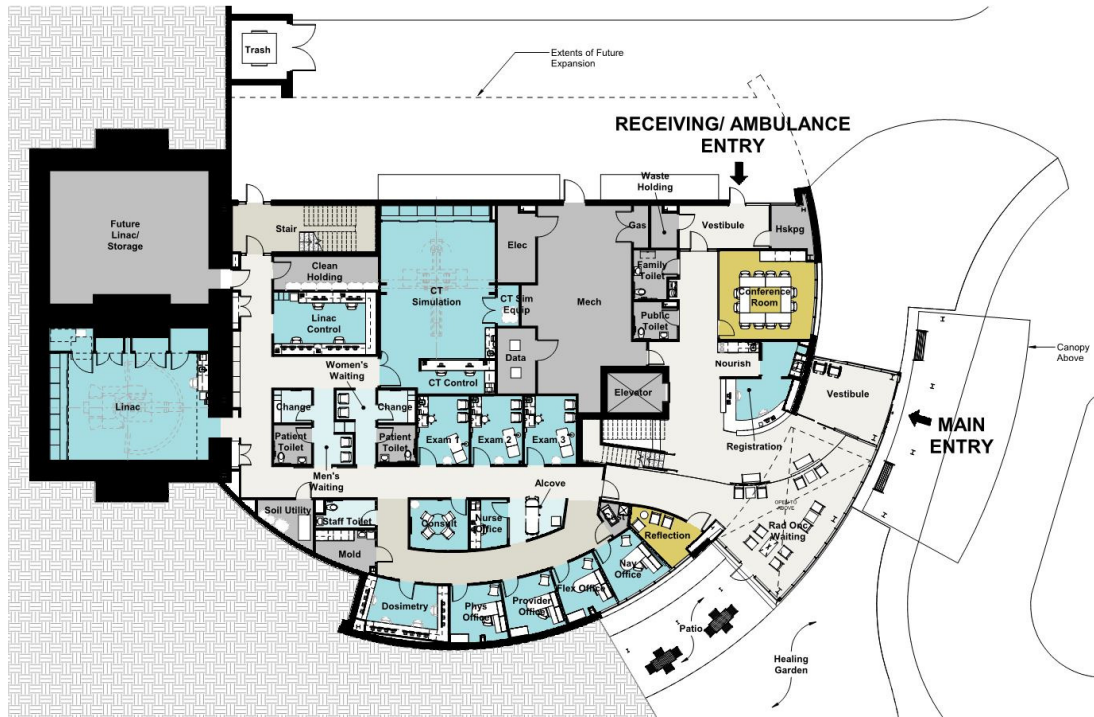 Trash
Extents of Future
Expansion
RECEIVING/ AMBULANCE
ENTRY
Waste
Holding
Future
Linac/
Storage
Stair
Elec
Gas
Vestibule
Hskpg
Clean
Holding
CT
Simulation
Family
Toilet
Conference
Room
CT Sim
Equip
Mech
Linac
Control
Public
Toilet
Canopy
Above
Women's
Waiting
Data
Nourish
CT Control
Elevator
Vestibule
Linac
Change
Change
MAIN
ENTRY
Patient
Toilet
Patient
Toilet
Exam 1
Exam 2
Exam 3
Registration
Men's
Waiting
Alcove
OPEN TO
ABOVE
Soil Utility
Staff Toilet
Consult
Nurse
Office
Reflection
Rad Onc
Waiting
Mold
Nav
Office
Flex Office
Dosimetry
Phys
Office
Provider
Office
Patio
Healing
Garden